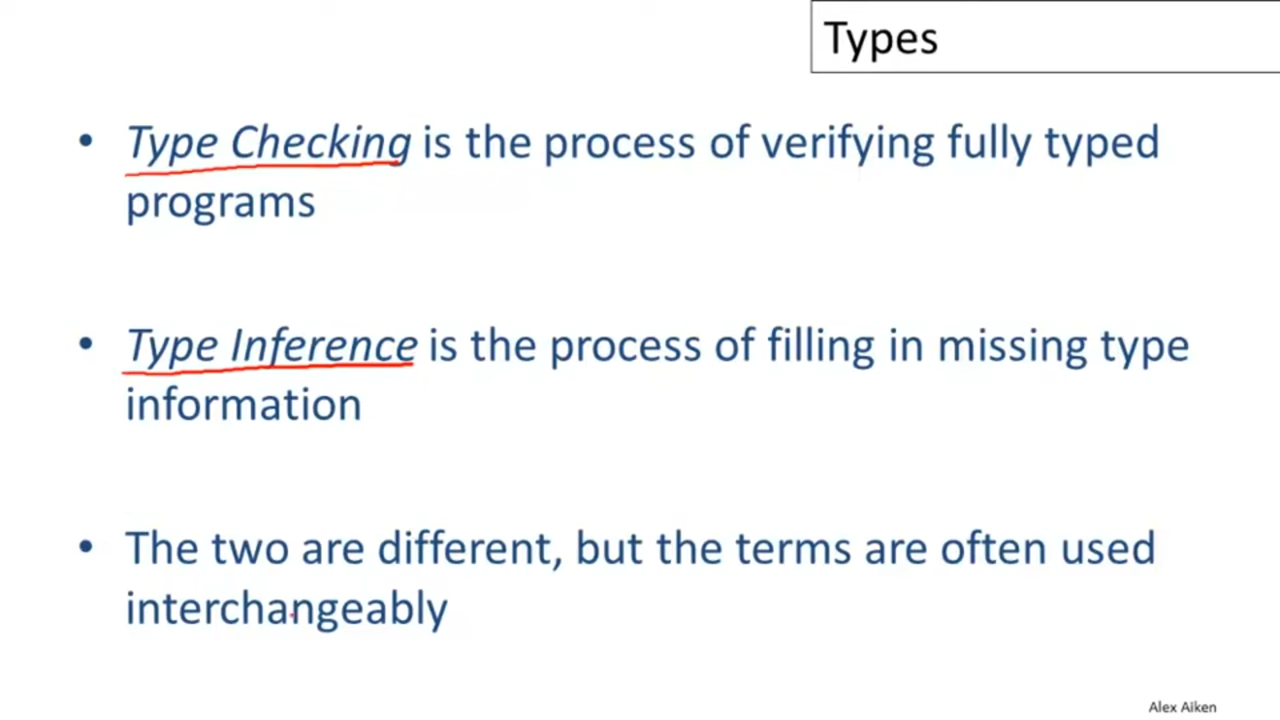 Types
• Type Checking is the process of verifying fully typed
programs
• Type Inference is the process of filling in missing type
information
• The two are different, but the terms are often used
interchangeably
Alex Aiken